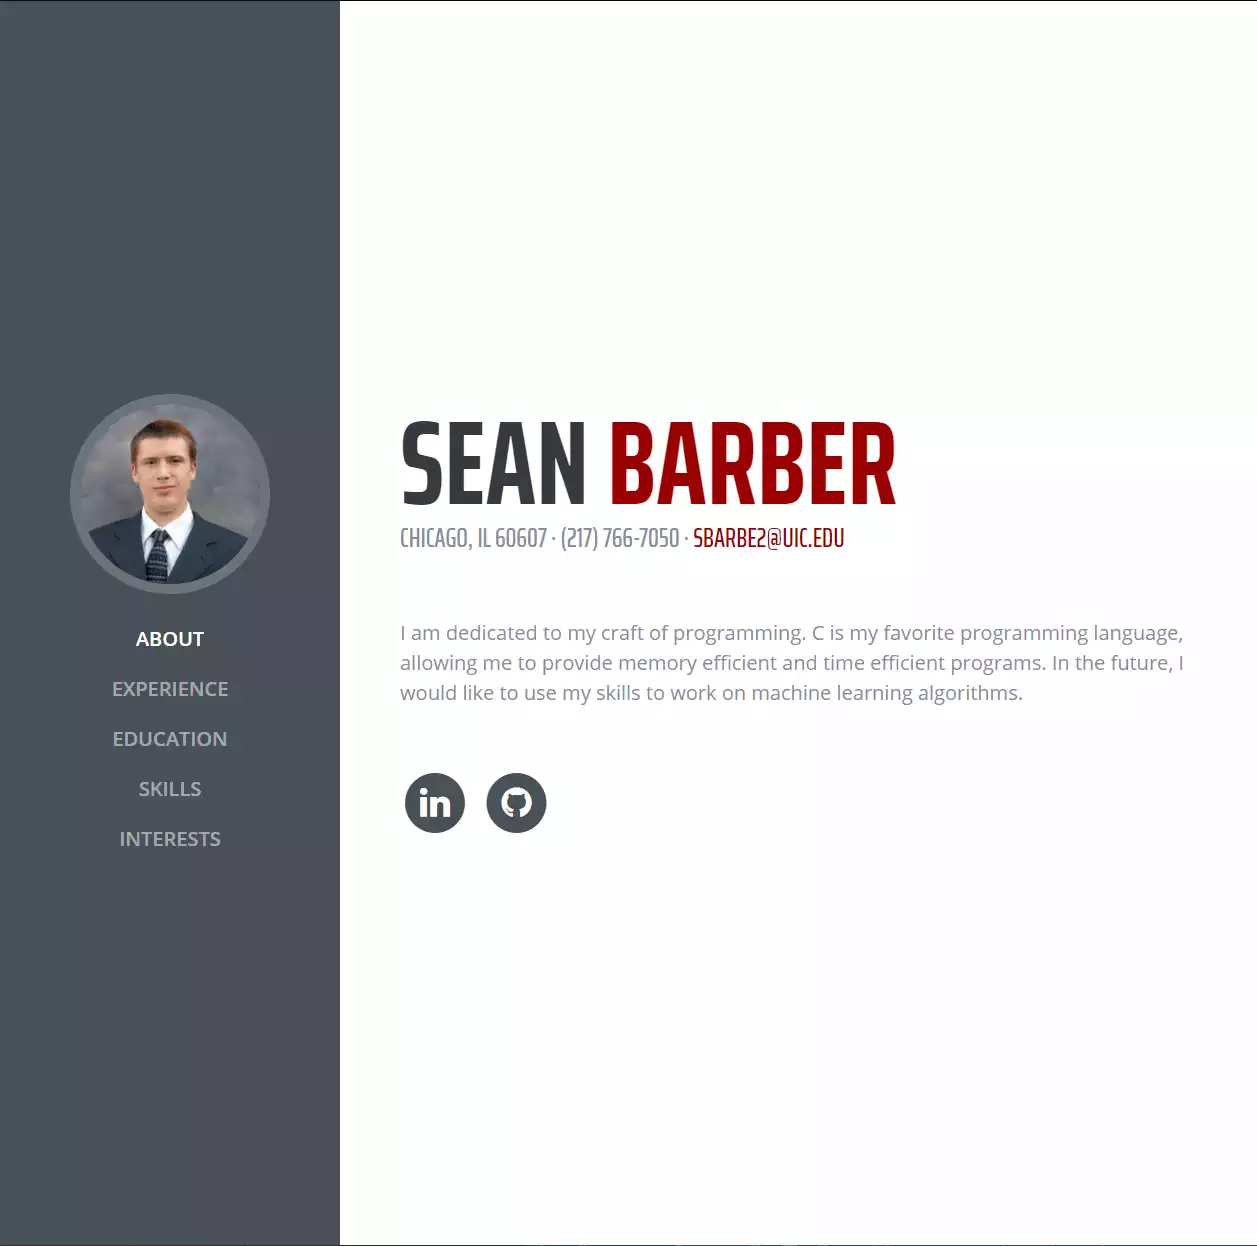 ABOUT
EXPERIENCE
EDUCATION
SKILLS
INTERESTS
SEAN BARBER
CHICAGO, IL 60607 · (217) 766-7050 · SBARBE2@UIC.EDU
I am dedicated to my craft of programming. C is my favorite programming language,
allowing me to provide memory efficient and time efficient programs. In the future, I
would like to use my skills to work on machine learning algorithms.
in